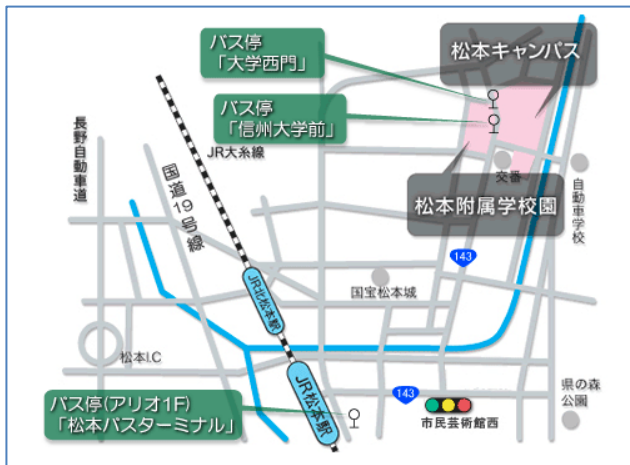 バス停
「大学西門」
松本キャンパス
バス停
「信州大学前」
長野自動車道
JR大糸線
国道19号線
松本附属学校園
交番
自動車学校
143
JR北松本駅
国宝松本城
松本I.C
JR松本駅
バス停(アリオ1F)
「松本バスターミナル」
143
市民芸術館西
県の森
公園